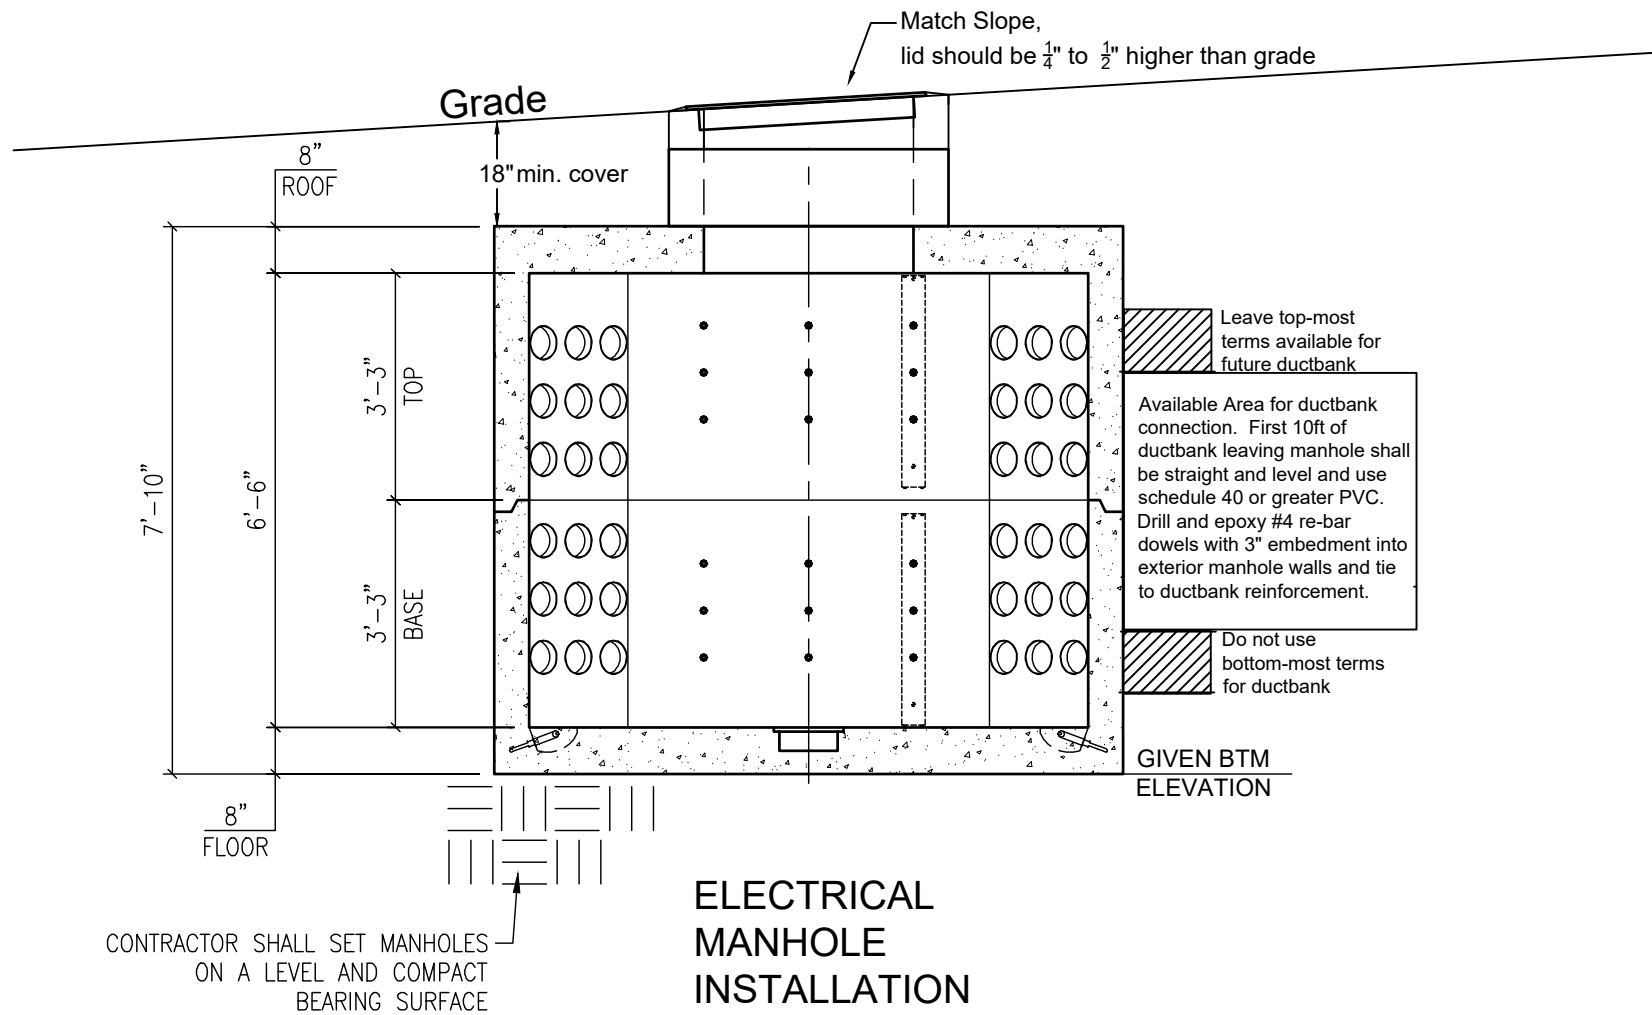 Match Slope,
lid should be 1/4" to 1/2" higher than grade
Grade
8"
ROOF
18" min. cover
7'-10"
6'-6"
3'-3"
TOP
3'-3"
BASE
Leave top-most
terms available for
future ductbank
Available Area for ductbank
connection. First 10ft of
ductbank leaving manhole shall
be straight and level and use
schedule 40 or greater PVC.
Drill and epoxy #4 re-bar
dowels with 3" embedment into
exterior manhole walls and tie
to ductbank reinforcement.
Do not use
bottom-most terms
for ductbank
GIVEN BTM
ELEVATION
8"
FLOOR
CONTRACTOR SHALL SET MANHOLES
ON A LEVEL AND COMPACT
BEARING SURFACE
ELECTRICAL
MANHOLE
INSTALLATION